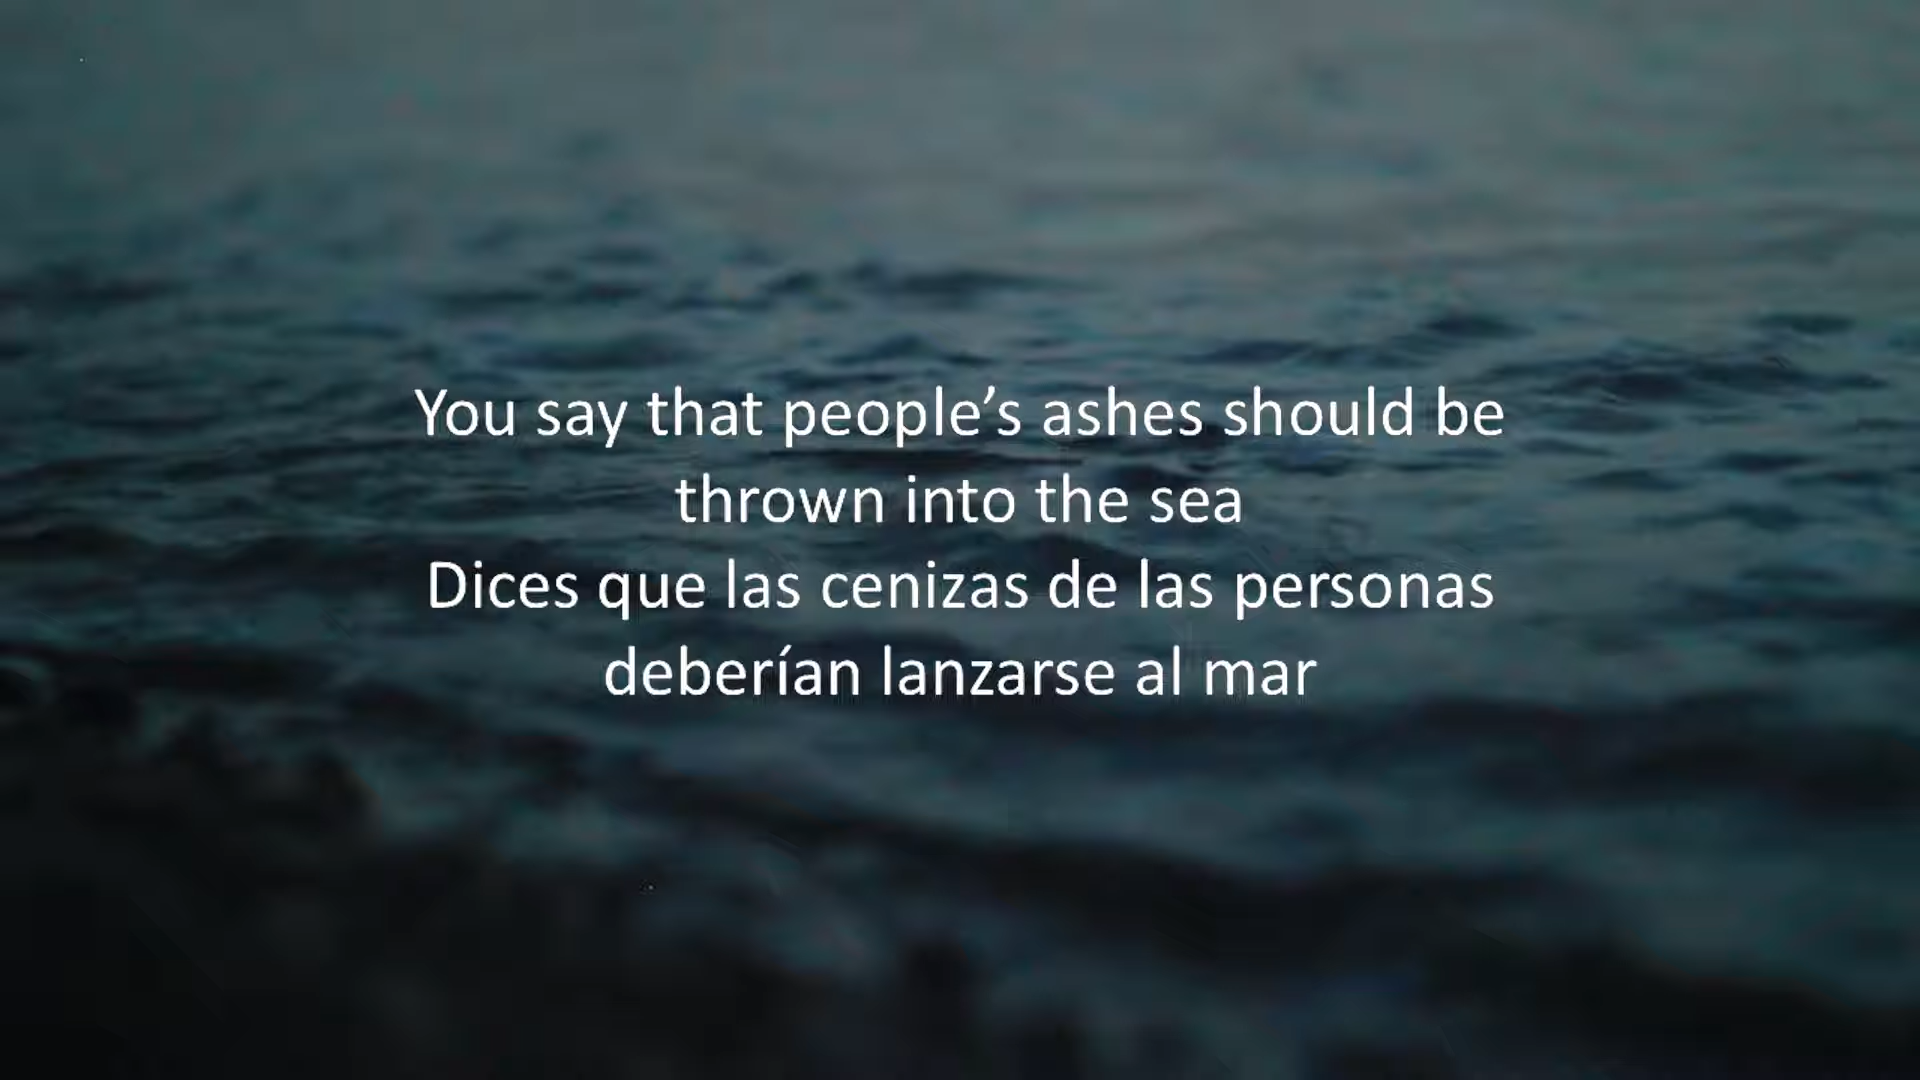 You say that people’s ashes should be
thrown into the sea
Dices que las cenizas de las personas
deberían lanzarse al mar